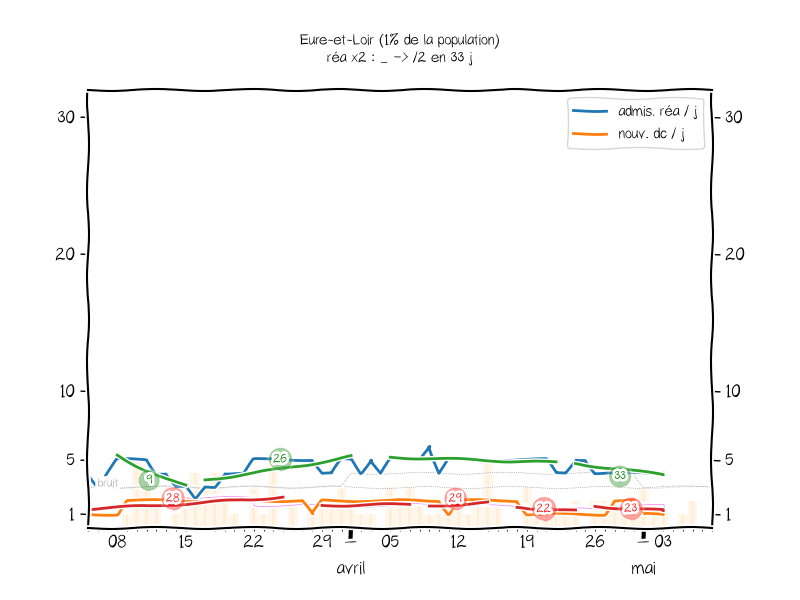 Eure-et-Loir (1% de la population)
réa x2 : _ -> /2 en 33 j
admis. réa / j
nouv. dc / j
30 30
20 20
10 10
5 5
1 1
bruit
9 28 26 29 22 33 23
08 15 22 29 1 05 12 19 26 1 03
avril mai